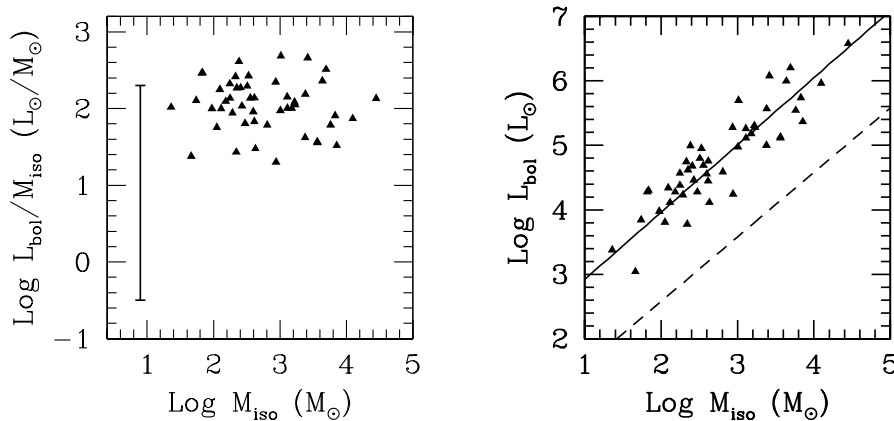 3
2
1
0
−1
Log L_bol/M_iso (L_⊙/M_⊙)
1 2 3 4 5
Log M_iso (M_⊙)
7
6
5
4
3
2
Log L_bol (L_⊙)
1 2 3 4 5
Log M_iso (M_⊙)